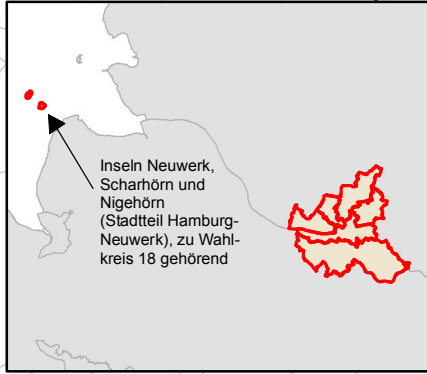 Inseln Neuwerk,
Scharhörn und
Nigehörn
(Stadtteil Hamburg-
Neuwerk), zu Wahl-
kreis 18 gehörend